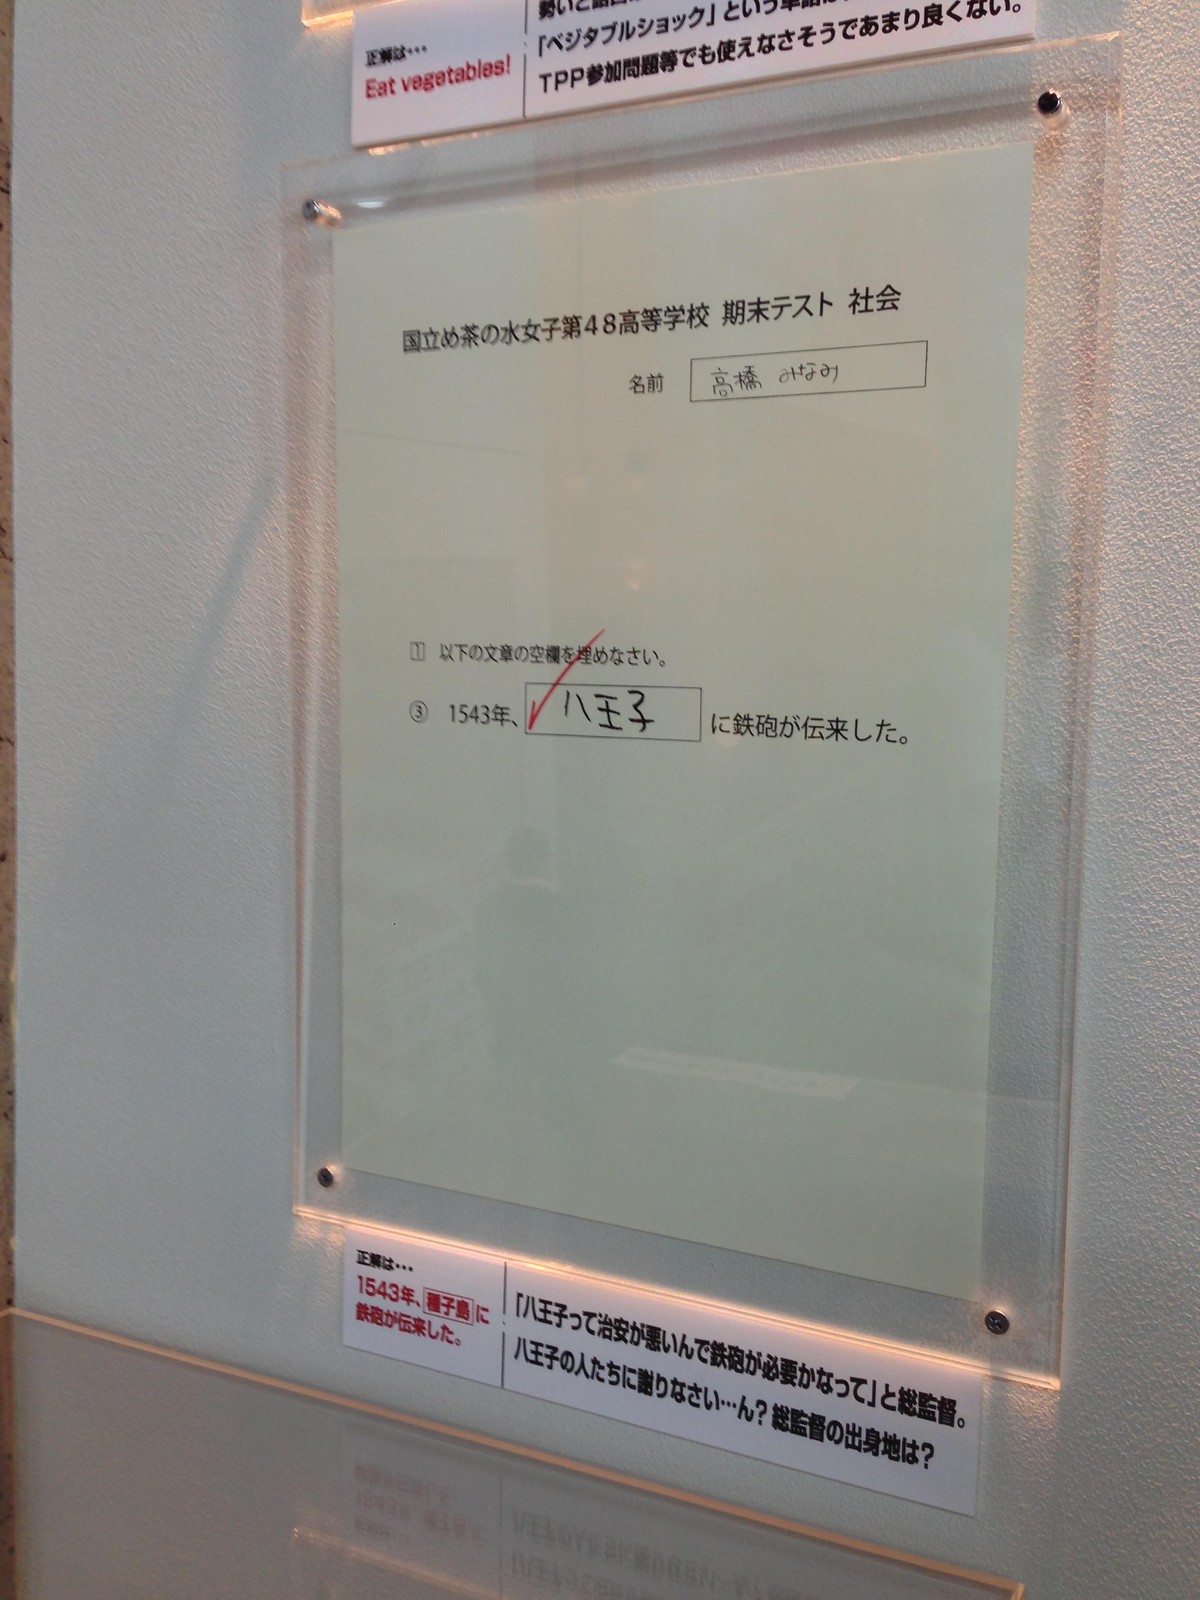 「ベジタブルショック」という単語は
TPP参加問題等でも使えなさそうであまり良くない。
正解は…
Eat vegetables!
国立め茶の水女子第48高等学校 期末テスト 社会
名前 高橋 みなみ
1 以下の文章の空欄を埋めなさい。
③ 1543年、 八王子 に鉄砲が伝来した。
正解は…
1543年、種子島に
鉄砲が伝来した。
「八王子って治安が悪いんで鉄砲が必要かなって」と総監督。
八王子の人たちに謝りなさい…ん？総監督の出身地は？